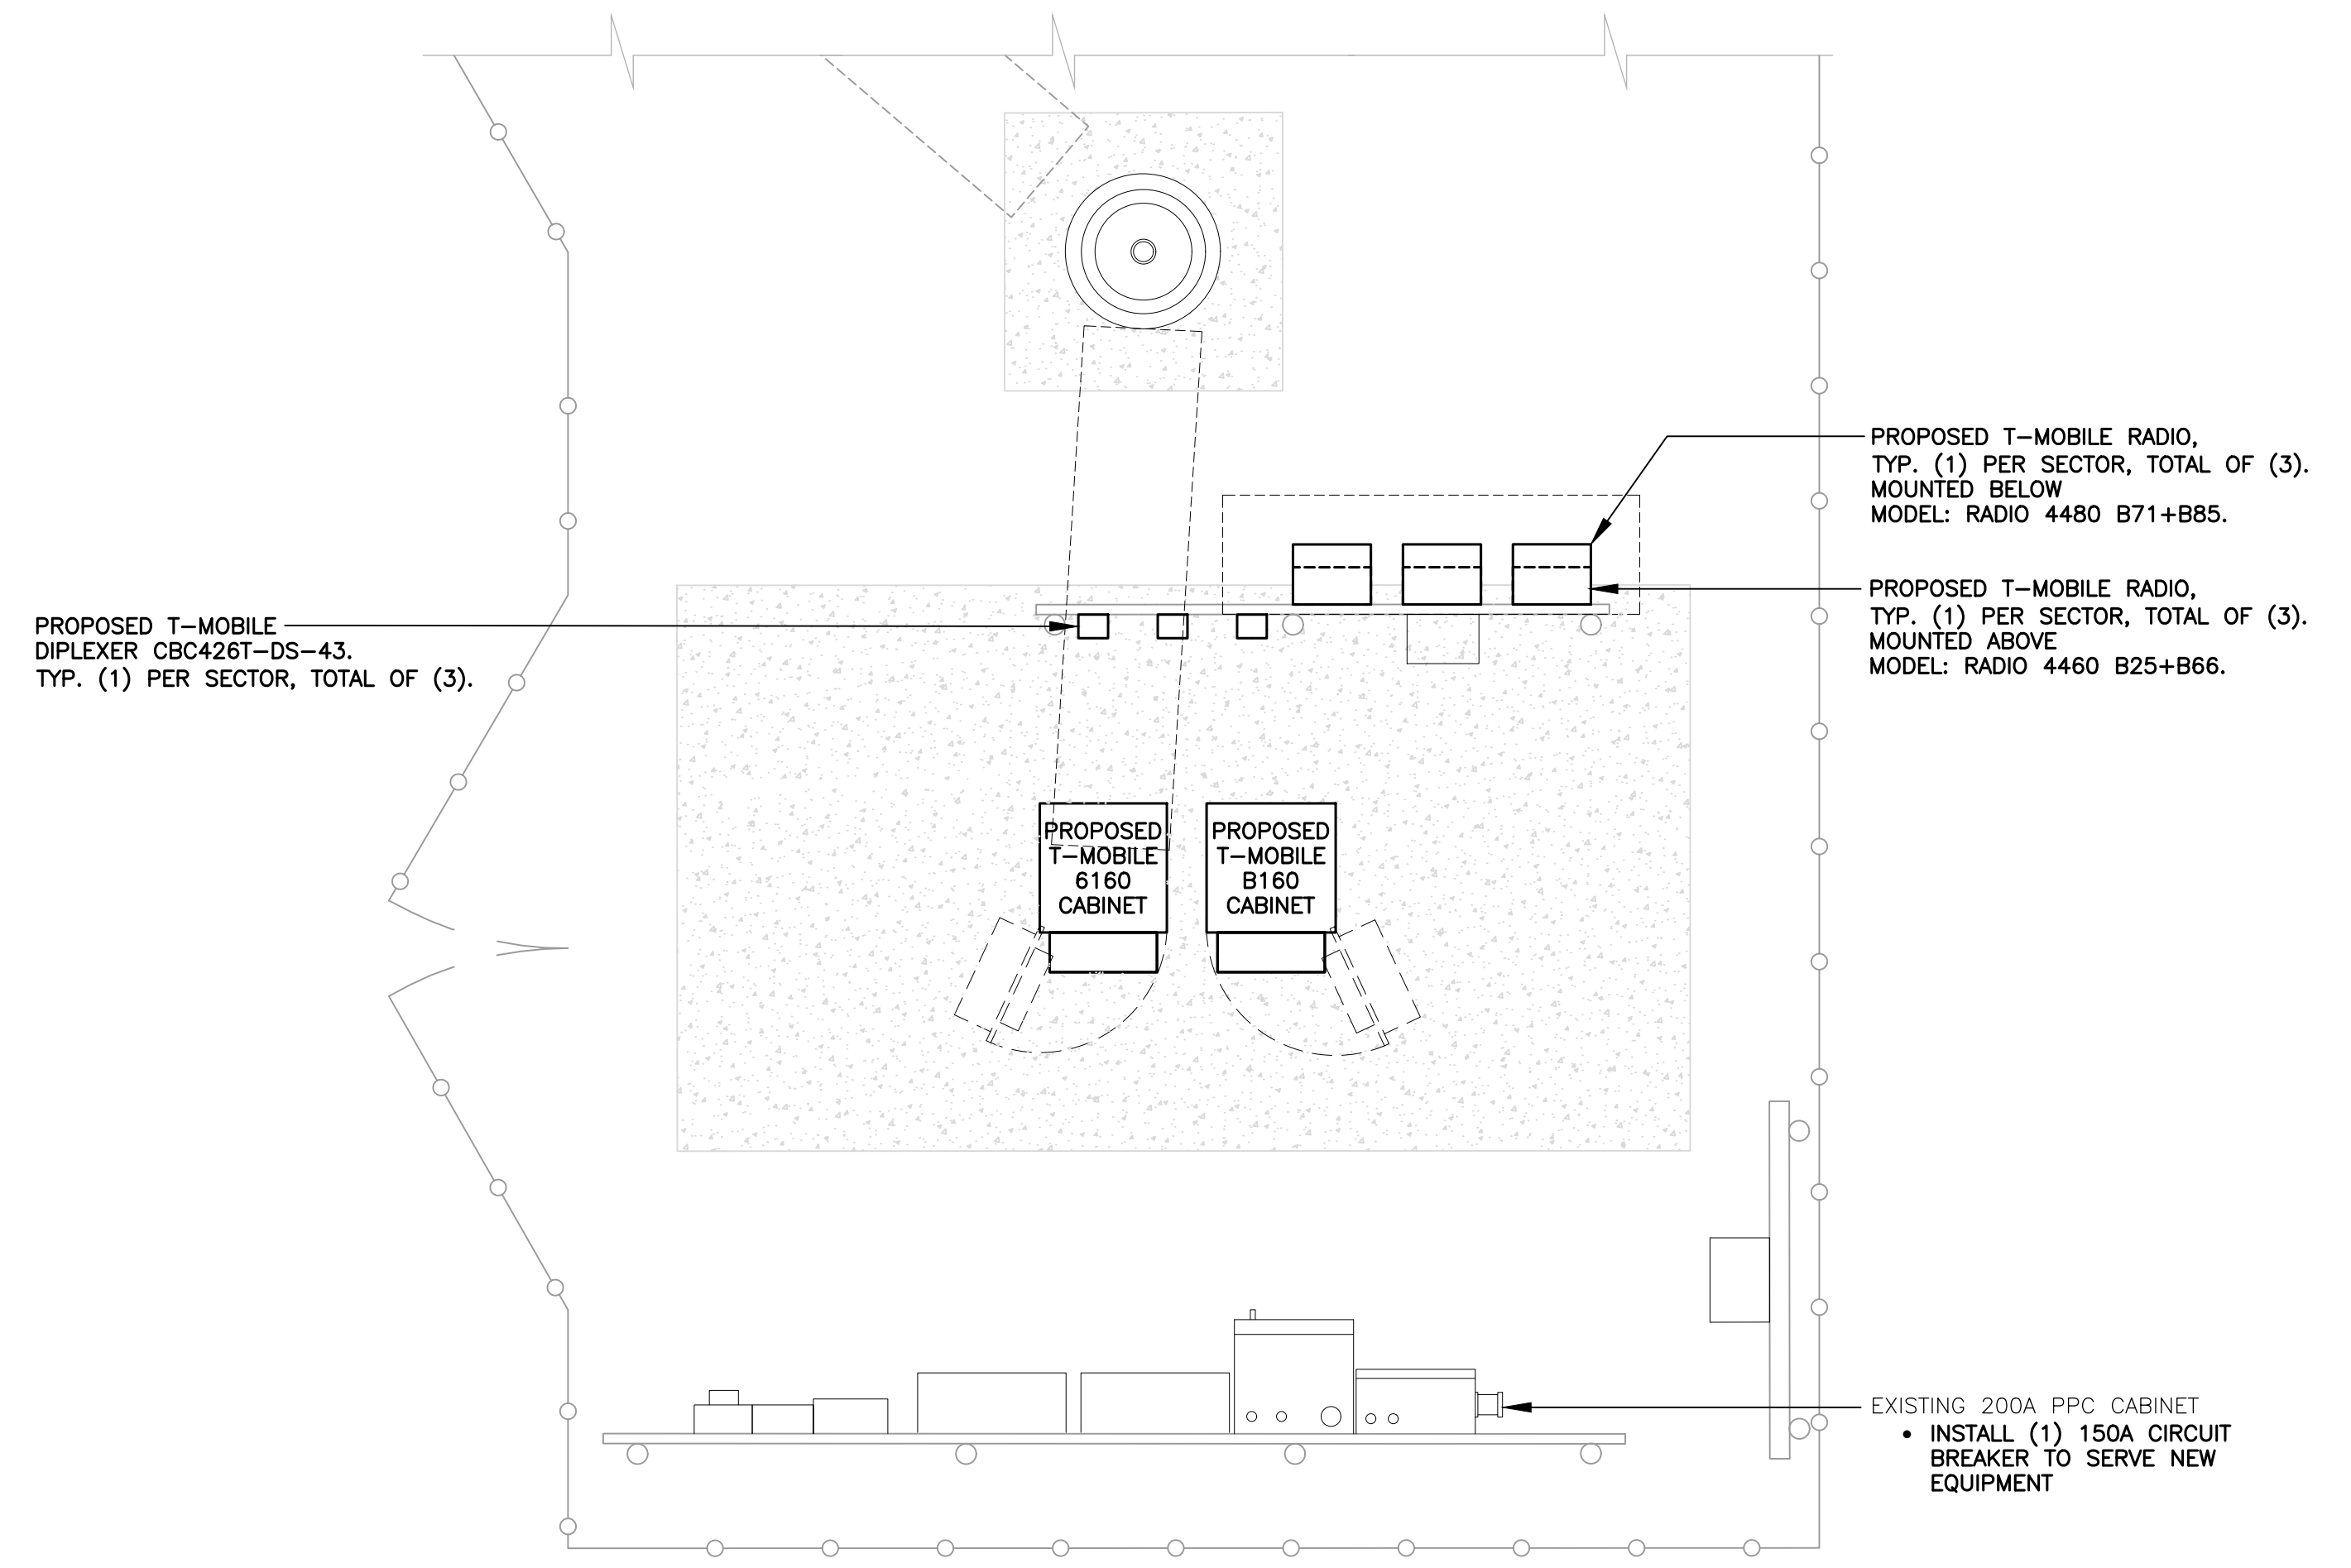 PROPOSED T-MOBILE RADIO,
TYP. (1) PER SECTOR, TOTAL OF (3).
MOUNTED BELOW
MODEL: RADIO 4480 B71+B85.
PROPOSED T-MOBILE RADIO,
TYP. (1) PER SECTOR, TOTAL OF (3).
MOUNTED ABOVE
MODEL: RADIO 4460 B25+B66.
PROPOSED T-MOBILE
DIPLEXER CBC426T-DS-43.
TYP. (1) PER SECTOR, TOTAL OF (3).
PROPOSED
T-MOBILE
6160
CABINET
PROPOSED
T-MOBILE
B160
CABINET
EXISTING 200A PPC CABINET
• INSTALL (1) 150A CIRCUIT
BREAKER TO SERVE NEW
EQUIPMENT